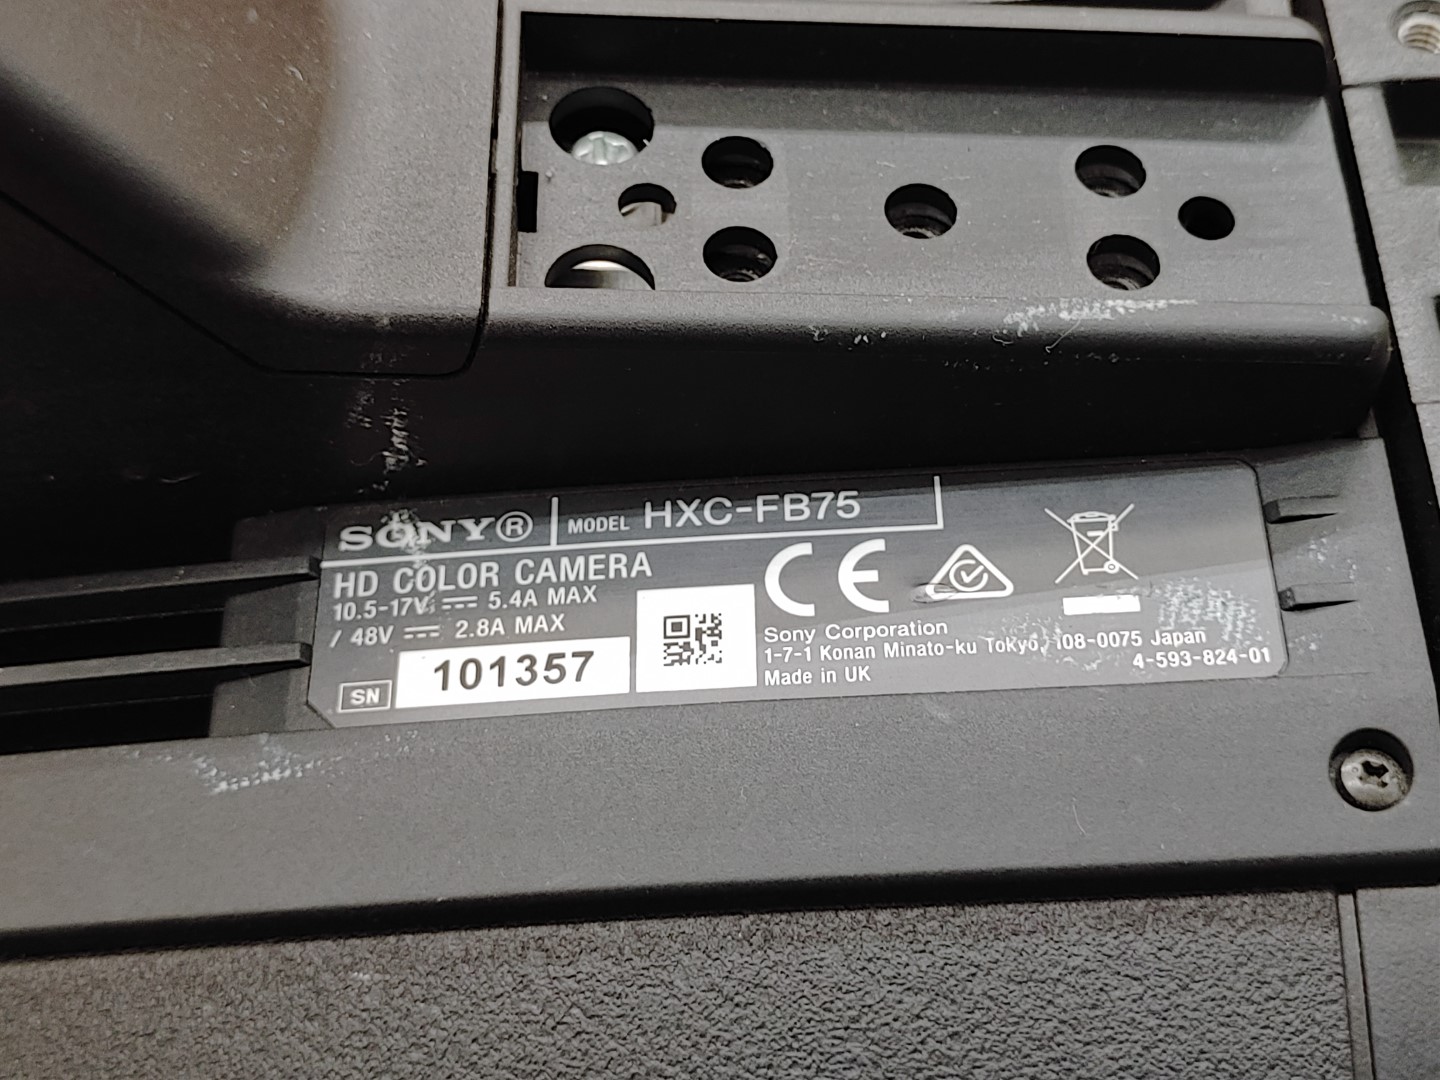 SONY® MODEL HXC-FB75
HD COLOR CAMERA
10.5-17V ⎓ 5.4A MAX
/ 48V ⎓ 2.8A MAX
SN 101357
CE
Sony Corporation
1-7-1 Konan Minato-ku Tokyo, 108-0075 Japan
4-593-824-01
Made in UK